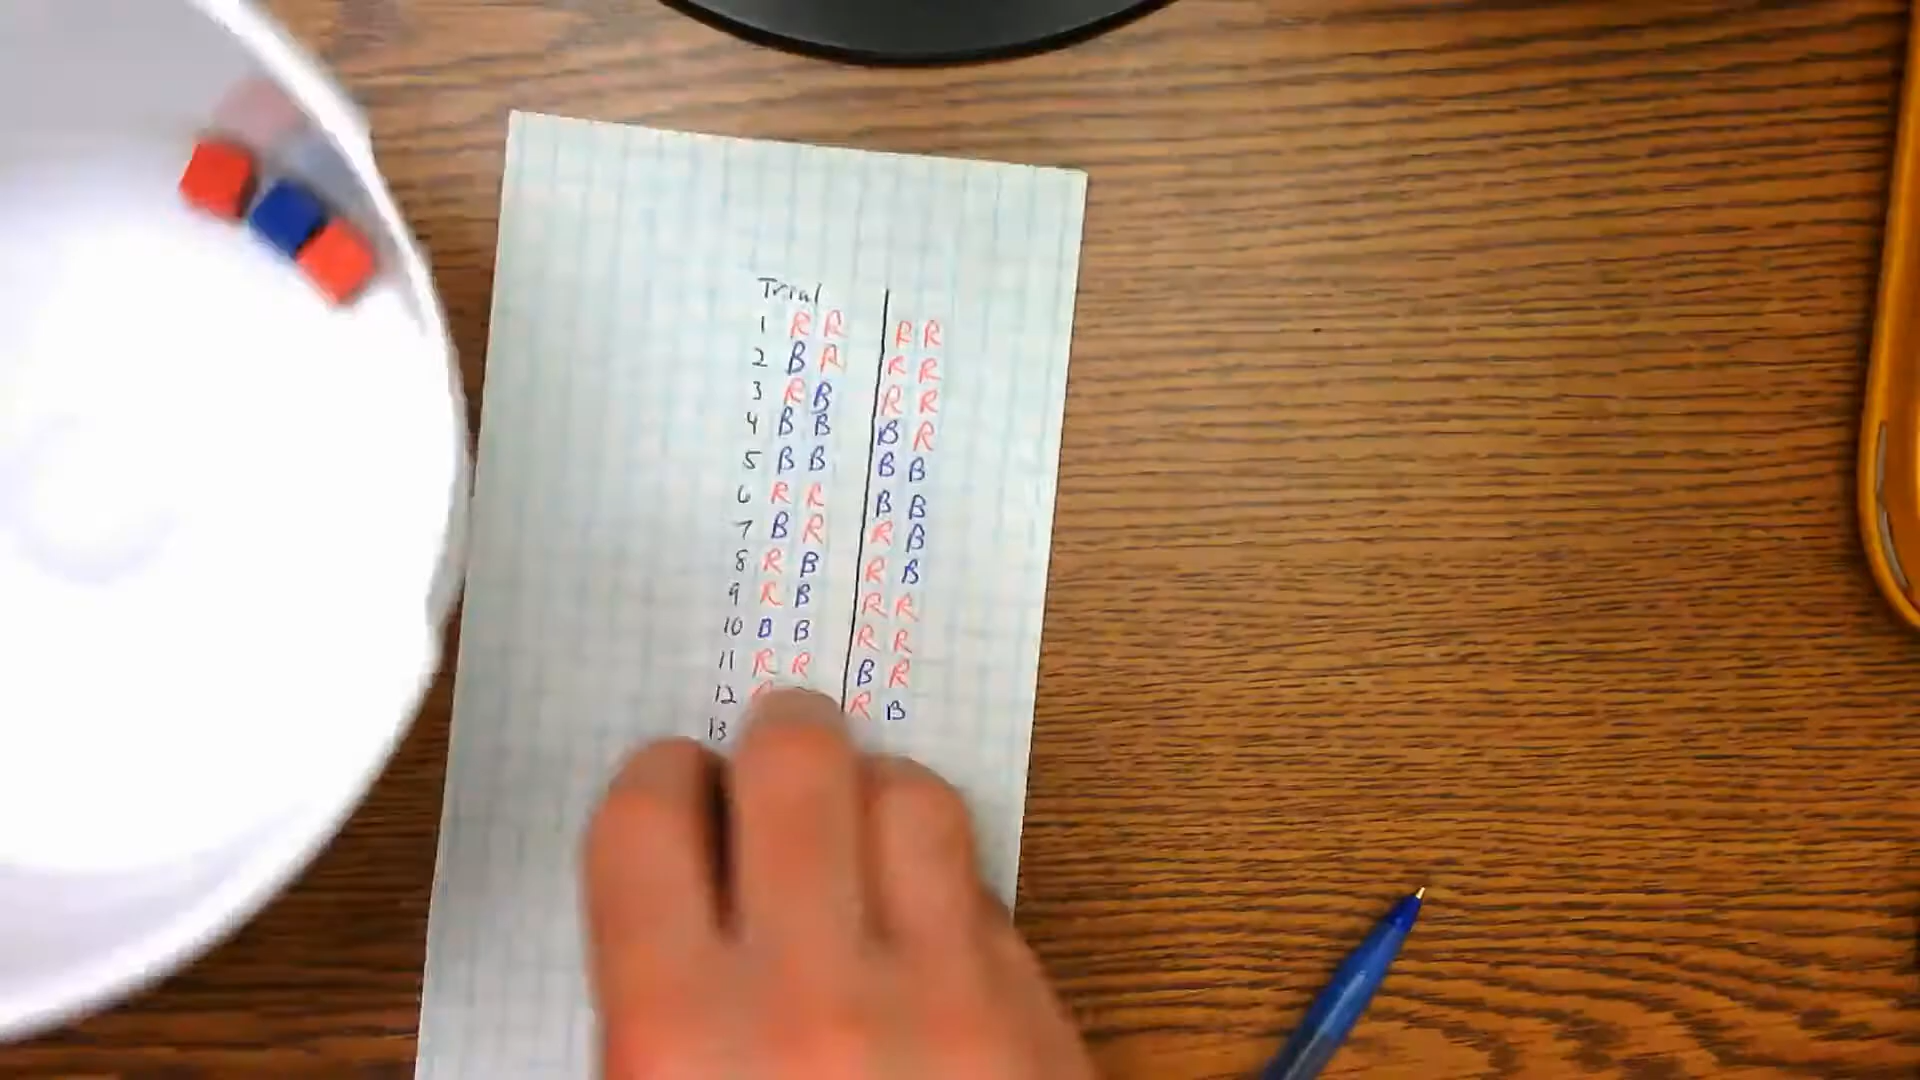 Trial
1 R R R R
2 B R R R
3 R B R R
4 B B B R
5 B B B B
6 R R B B
7 B R R B
8 R B R B
9 R B R R
10 B B R R
11 R R B R
12 R B
13